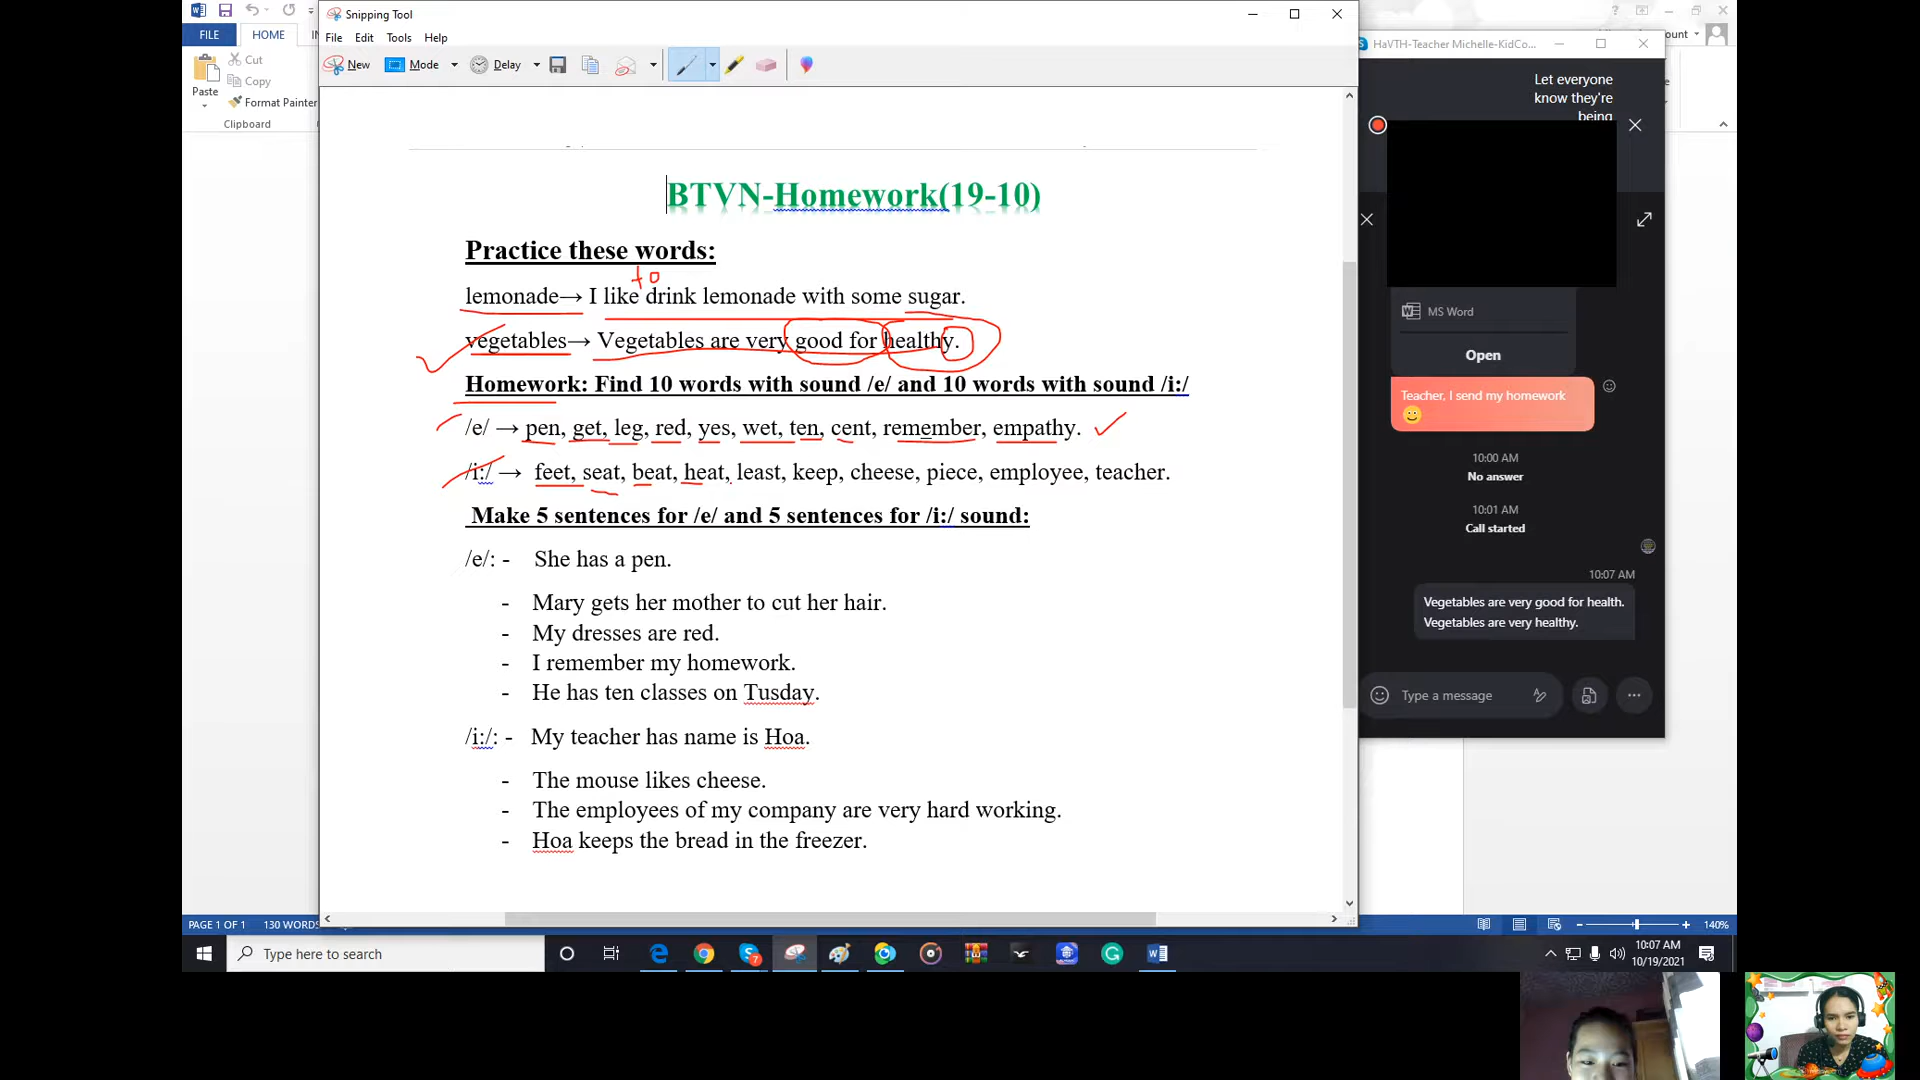 Snipping Tool
HaVTH-Teacher Michelle-KidCo...
FILE HOME
File Edit Tools Help
New Mode Delay
Paste
Cut
Copy
Format Painter
Clipboard
Let everyone
know they're
being
BTVN-Homework(19-10)
Practice these words:
to
lemonade→ I like drink lemonade with some sugar.
vegetables→ Vegetables are very good for healthy.
Homework: Find 10 words with sound /e/ and 10 words with sound /i:/
/e/ → pen, get, leg, red, yes, wet, ten, cent, remember, empathy.
/i:/ → feet, seat, beat, heat, least, keep, cheese, piece, employee, teacher.
Make 5 sentences for /e/ and 5 sentences for /i:/ sound:
/e/: - She has a pen.
- Mary gets her mother to cut her hair.
- My dresses are red.
- I remember my homework.
- He has ten classes on Tusday.
/i:/: - My teacher has name is Hoa.
- The mouse likes cheese.
- The employees of my company are very hard working.
- Hoa keeps the bread in the freezer.
MS Word
Open
Teacher, I send my homework
10:00 AM
No answer
10:01 AM
Call started
10:07 AM
Vegetables are very good for health.
Vegetables are very healthy.
Type a message
PAGE 1 OF 1 130 WORDS
140%
Type here to search
10:07 AM
10/19/2021